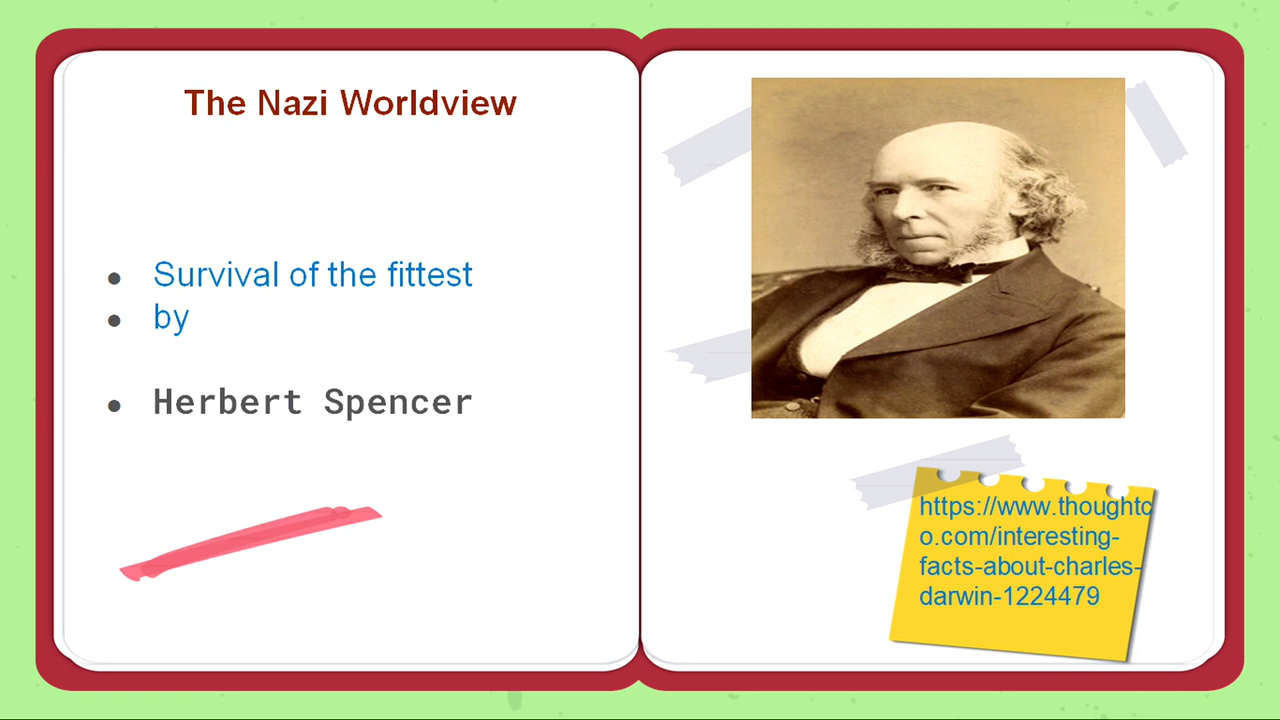 The Nazi Worldview
Survival of the fittest
by
Herbert Spencer
https://www.thoughtc
o.com/interesting-
facts-about-charles-
darwin-1224479